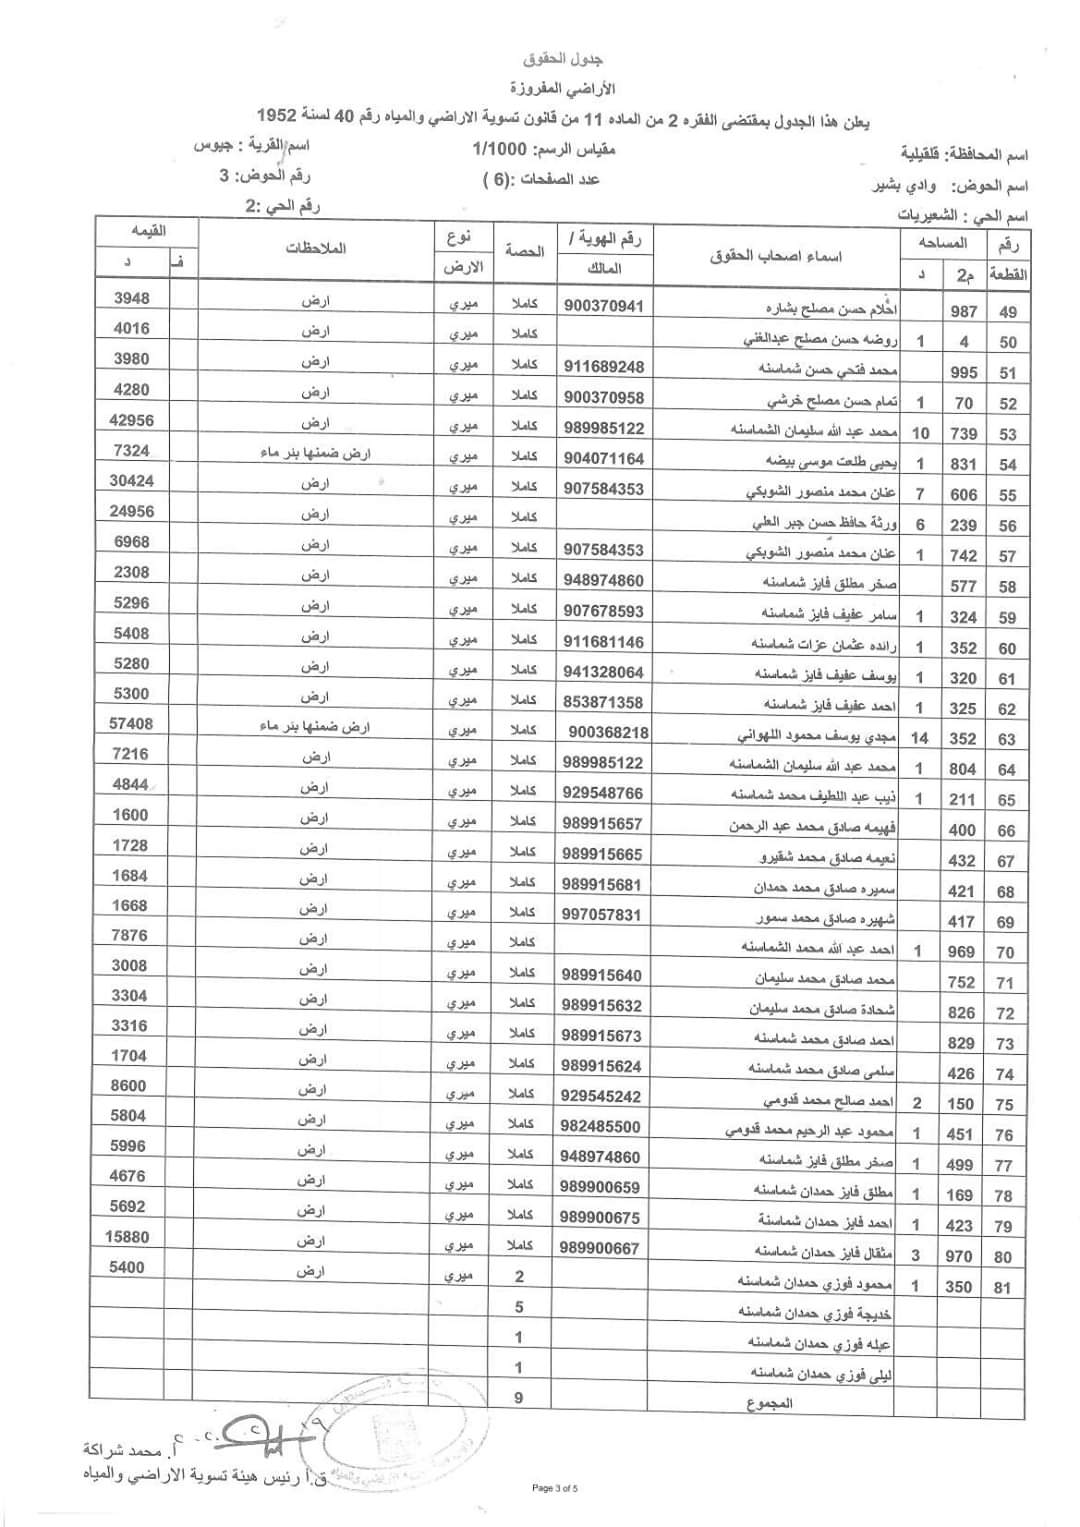 جدول الحقوق
الأراضي المفروزة
يعلن هذا الجدول بمقتضى الفقره 2 من الماده 11 من قانون تسوية الاراضي والمياه رقم 40 لسنة 1952
اسم المحافظة: قلقيلية مقياس الرسم: 1/1000 اسم القرية : جيوس
اسم الحوض: وادي بشير عدد الصفحات :(6 ) رقم الحوض: 3
اسم الحي : الشعيريات رقم الحي :2
رقم القطعة المساحه م2 د اسماء اصحاب الحقوق رقم الهوية / المالك الحصة نوع الارض الملاحظات القيمه ف د
49 987 احلام حسن مصلح بشاره 900370941 كاملا ميري ارض 3948
50 4 1 روضه حسن مصلح عبدالغني كاملا ميري ارض 4016
51 995 محمد فتحي حسن شماسنه 911689248 كاملا ميري ارض 3980
52 70 1 تمام حسن مصلح خرشي 900370958 كاملا ميري ارض 4280
53 739 10 محمد عبد الله سليمان الشماسنه 989985122 كاملا ميري ارض 42956
54 831 1 يحيى طلعت موسى بيضه 904071164 كاملا ميري ارض ضمنها بئر ماء 7324
55 606 7 عنان محمد منصور الشوبكي 907584353 كاملا ميري ارض 30424
56 239 6 ورثة حافظ حسن جبر العلي كاملا ميري ارض 24956
57 742 1 عنان محمد منصور الشوبكي 907584353 كاملا ميري ارض 6968
58 577 صخر مطلق فايز شماسنه 948974860 كاملا ميري ارض 2308
59 324 1 سامر عفيف فايز شماسنه 907678593 كاملا ميري ارض 5296
60 352 1 رائده عثمان عزات شماسنه 911681146 كاملا ميري ارض 5408
61 320 1 يوسف عفيف فايز شماسنه 941328064 كاملا ميري ارض 5280
62 325 1 احمد عفيف فايز شماسنه 853871358 كاملا ميري ارض 5300
63 352 14 مجدي يوسف محمود اللهواني 900368218 كاملا ميري ارض ضمنها بئر ماء 57408
64 804 1 محمد عبد الله سليمان الشماسنه 989985122 كاملا ميري ارض 7216
65 211 1 ذيب عبد اللطيف محمد شماسنه 929548766 كاملا ميري ارض 4844
66 400 فهيمه صادق محمد عبد الرحمن 989915657 كاملا ميري ارض 1600
67 432 نعيمه صادق محمد شقيرو 989915665 كاملا ميري ارض 1728
68 421 سميره صادق محمد حمدان 989915681 كاملا ميري ارض 1684
69 417 شهيره صادق محمد سمور 997057831 كاملا ميري ارض 1668
70 969 1 احمد عبد الله محمد الشماسنه كاملا ميري ارض 7876
71 752 محمد صادق محمد سليمان 989915640 كاملا ميري ارض 3008
72 826 شحادة صادق محمد سليمان 989915632 كاملا ميري ارض 3304
73 829 احمد صادق محمد شماسنه 989915673 كاملا ميري ارض 3316
74 426 سلمى صادق محمد شماسنه 989915624 كاملا ميري ارض 1704
75 150 2 احمد صالح محمد قدومي 929545242 كاملا ميري ارض 8600
76 451 1 محمود عبد الرحيم محمد قدومي 982485500 كاملا ميري ارض 5804
77 499 1 صخر مطلق فايز شماسنه 948974860 كاملا ميري ارض 5996
78 169 1 مطلق فايز حمدان شماسنه 989900659 كاملا ميري ارض 4676
79 423 1 احمد فايز حمدان شماسنة 989900675 كاملا ميري ارض 5692
80 970 3 مثقال فايز حمدان شماسنه 989900667 كاملا ميري ارض 15880
81 350 1 محمود فوزي حمدان شماسنه 2 ميري ارض 5400
خديجة فوزي حمدان شماسنه 5
عبله فوزي حمدان شماسنه 1
ليلى فوزي حمدان شماسنه 1
المجموع 9
أ. محمد شراكة
ق.أ رئيس هيئة تسوية الاراضي والمياه
Page 3 of 5